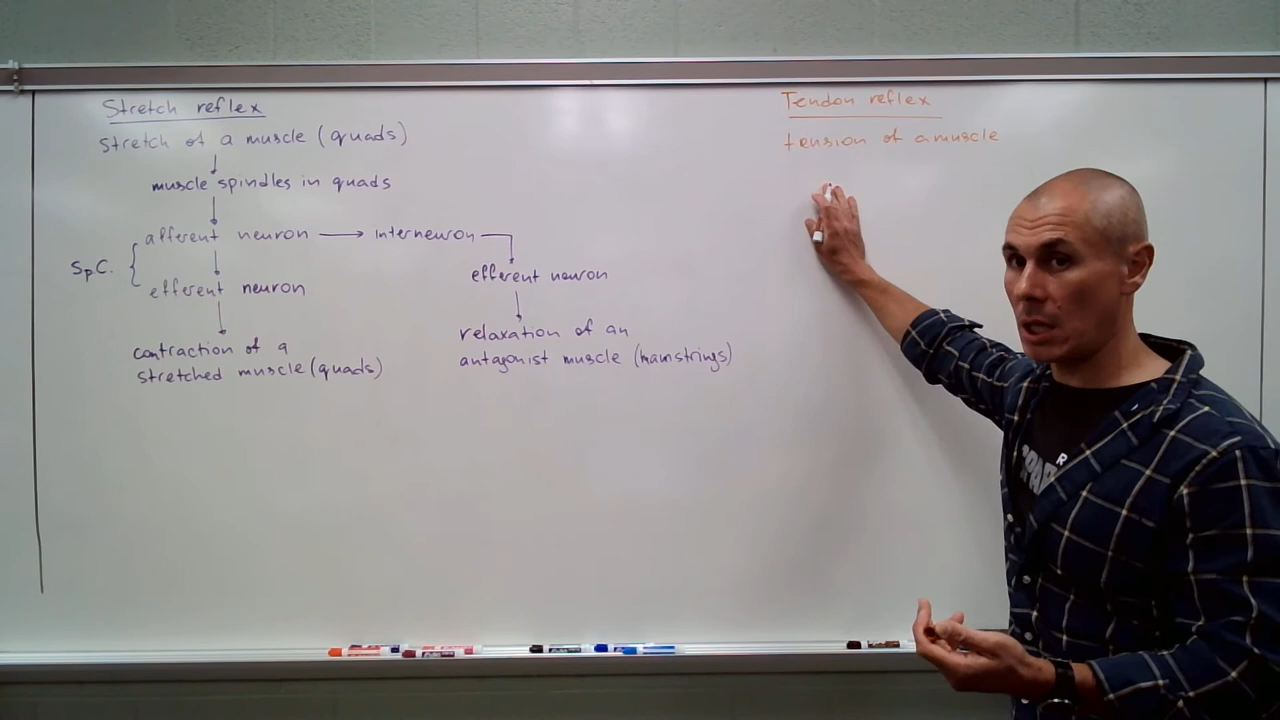 Stretch reflex
stretch of a muscle (quads)
muscle spindles in quads
afferent neuron → interneuron
SpC.
efferent neuron
efferent neuron
contraction of a
stretched muscle (quads)
relaxation of an
antagonist muscle (hamstrings)
Tendon reflex
tension of a muscle
R